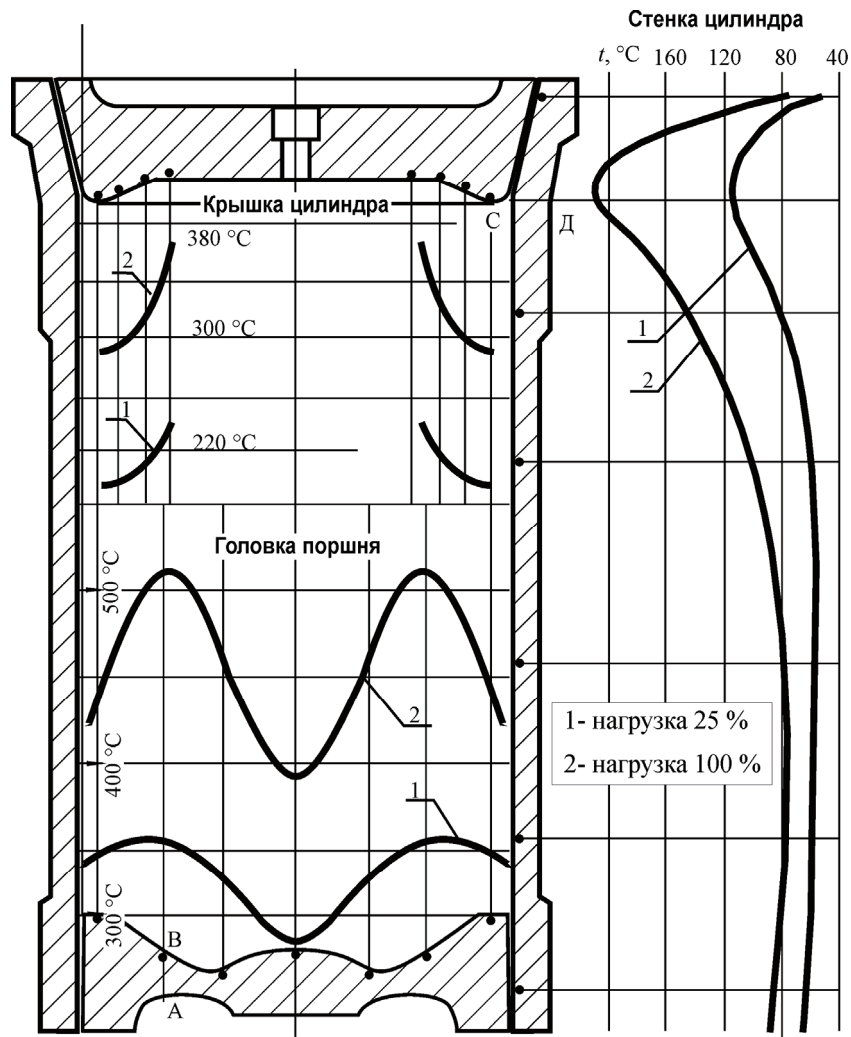 Стенка цилиндра
t, °C 160 120 80 40
Крышка цилиндра
С
Д
380 °C
2
300 °C
1
2
1
220 °C
Головка поршня
500 °C
2
1- нагрузка 25 %
2- нагрузка 100 %
400 °C
1
300 °C
В
А